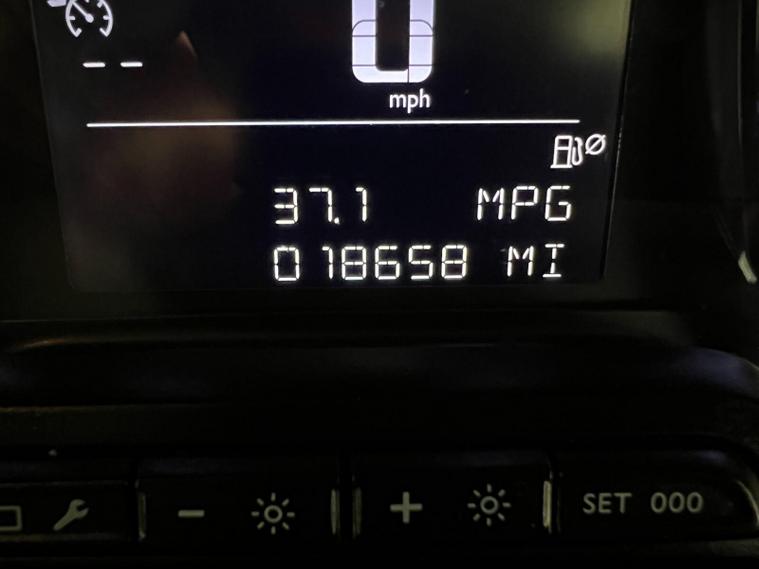 -- --
0
mph
37.1 MPG
018658 MI
- +
SET 000